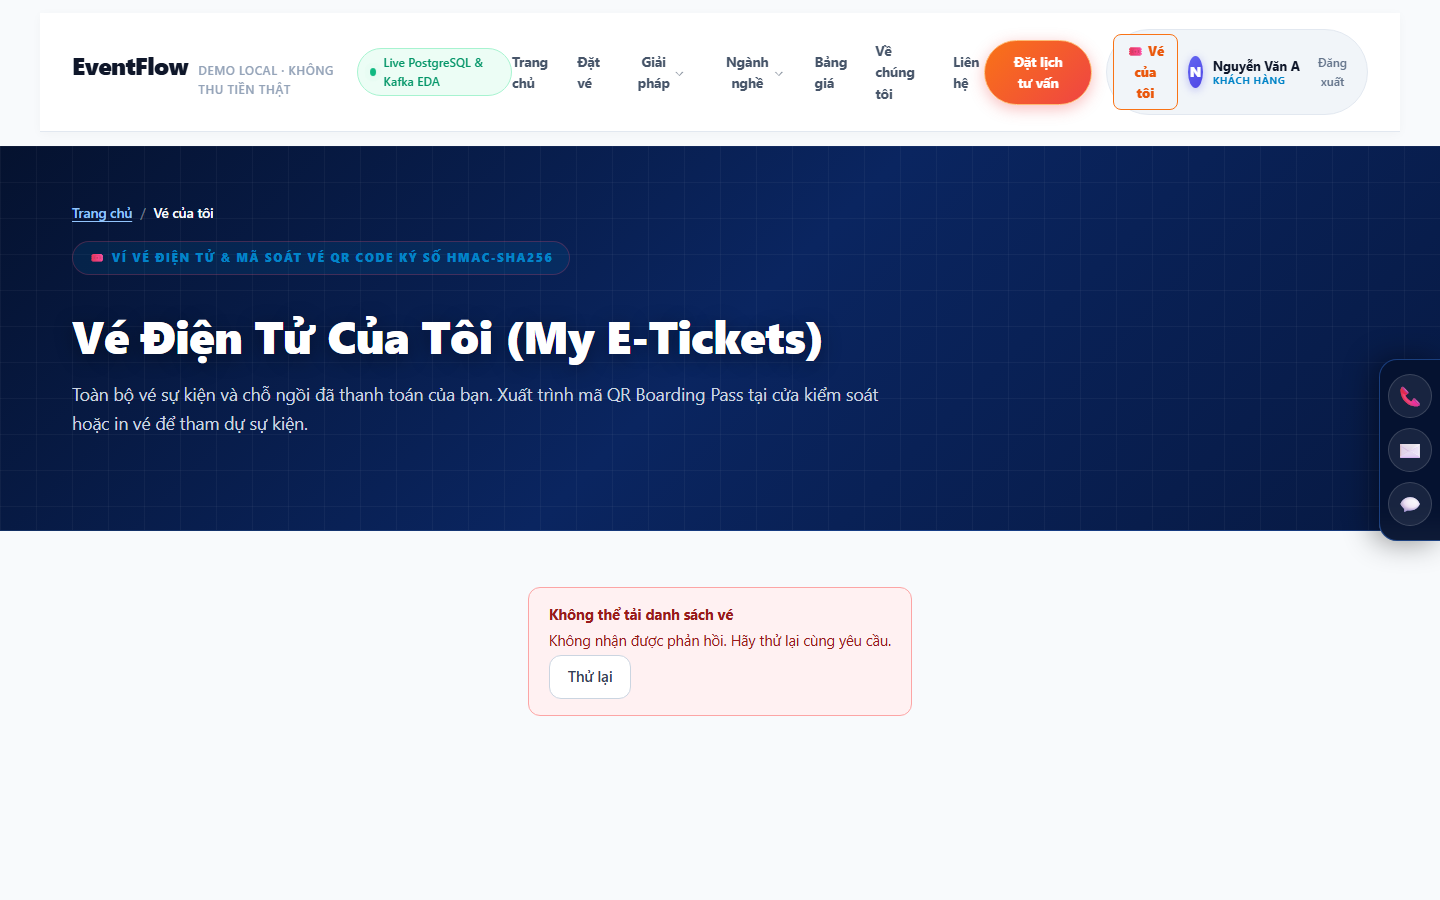 EventFlow
DEMO LOCAL · KHÔNG
THU TIỀN THẬT
Live PostgreSQL &
Kafka EDA
Trang
chủ
Đặt
vé
Giải
pháp
Ngành
nghề
Bảng
giá
Về
chúng
tôi
Liên
hệ
Đặt lịch
tư vấn
Vé
của
tôi
N
Nguyễn Văn A
KHÁCH HÀNG
Đăng
xuất
Trang chủ / Vé của tôi
VÍ VÉ ĐIỆN TỬ & MÃ SOÁT VÉ QR CODE KÝ SỐ HMAC-SHA256
Vé Điện Tử Của Tôi (My E-Tickets)
Toàn bộ vé sự kiện và chỗ ngồi đã thanh toán của bạn. Xuất trình mã QR Boarding Pass tại cửa kiểm soát
hoặc in vé để tham dự sự kiện.
Không thể tải danh sách vé
Không nhận được phản hồi. Hãy thử lại cùng yêu cầu.
Thử lại